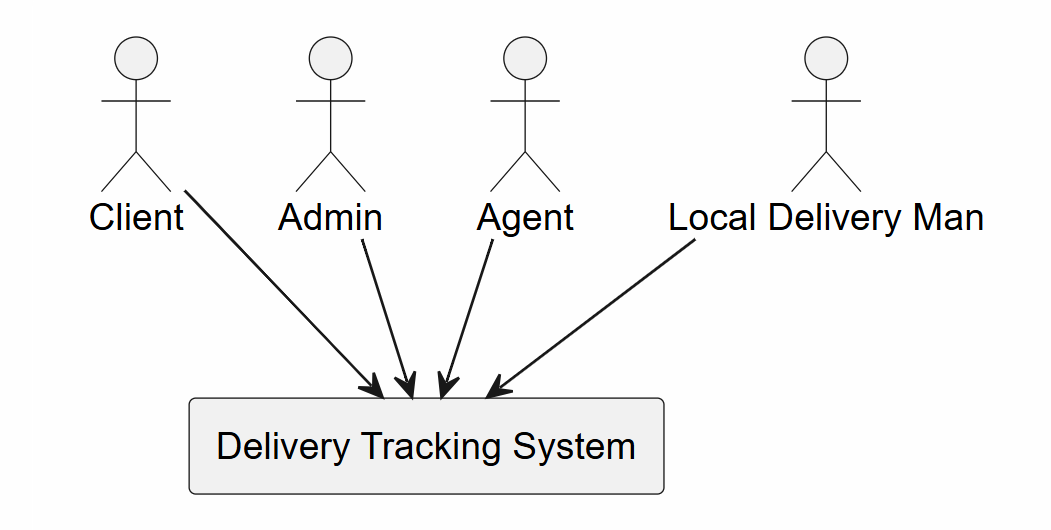 Client
Admin
Agent
Local Delivery Man
Delivery Tracking System